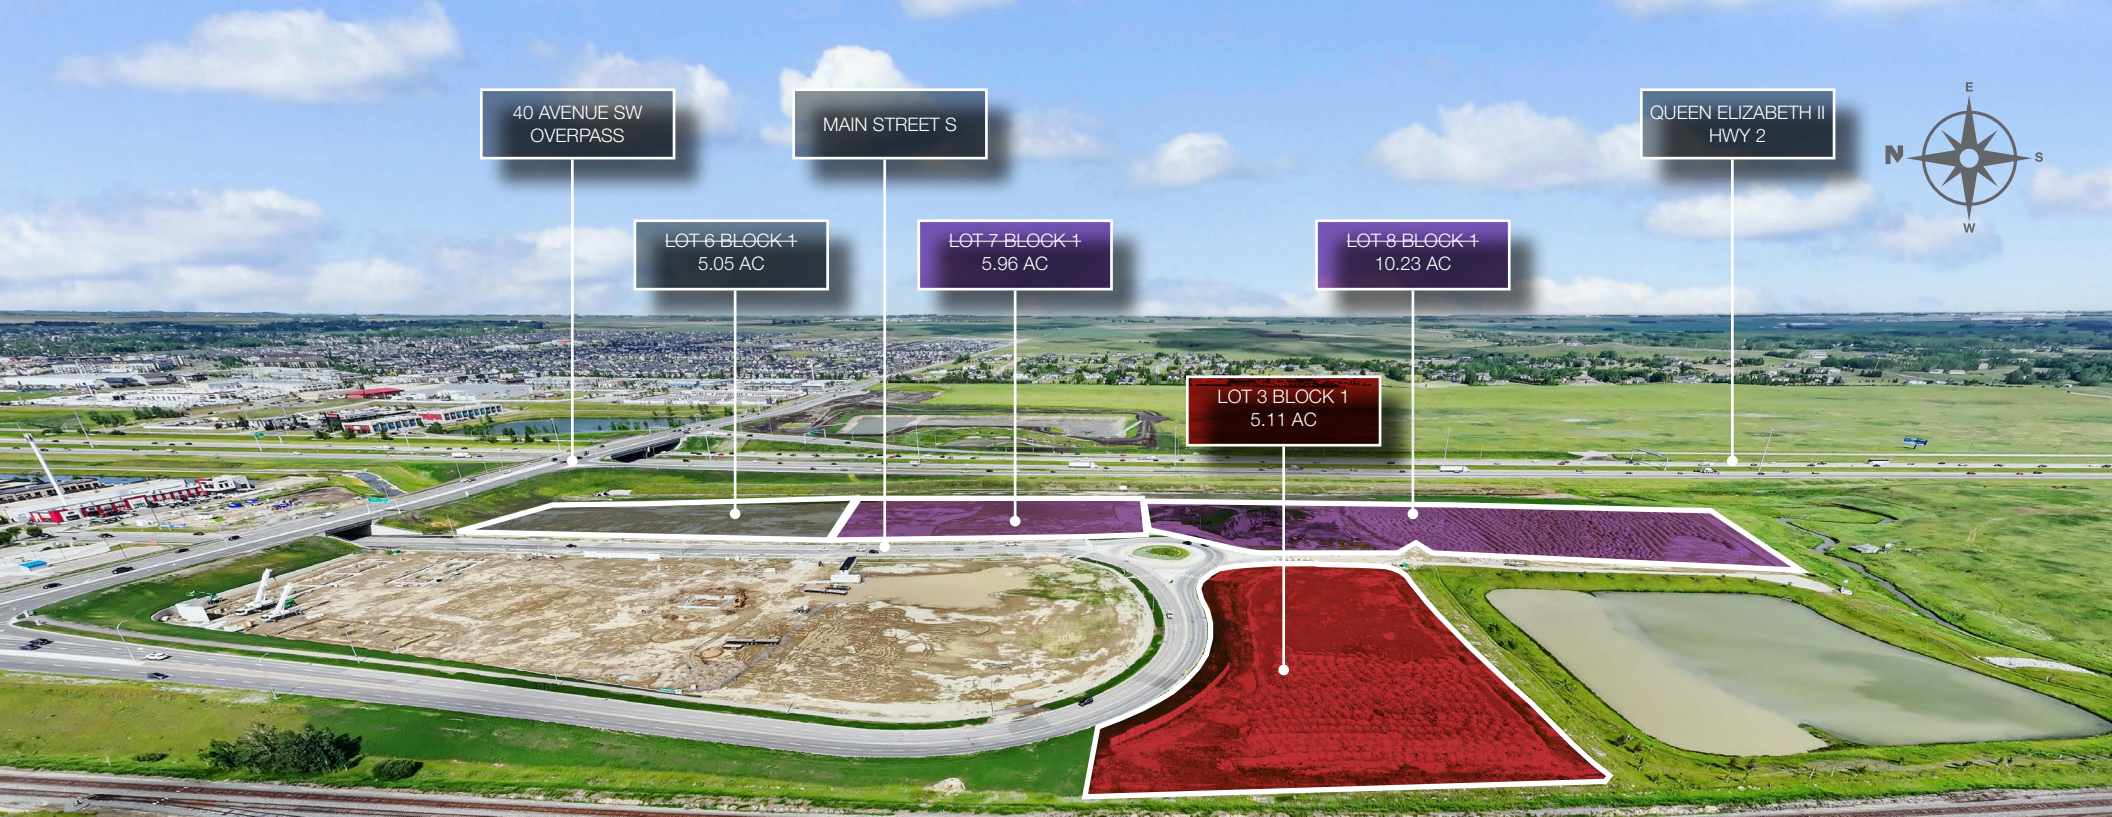 40 AVENUE SW
OVERPASS
MAIN STREET S
QUEEN ELIZABETH II
HWY 2
E
N
S
W
LOT 6 BLOCK 1
5.05 AC
LOT 7 BLOCK 1
5.96 AC
LOT 8 BLOCK 1
10.23 AC
LOT 3 BLOCK 1
5.11 AC